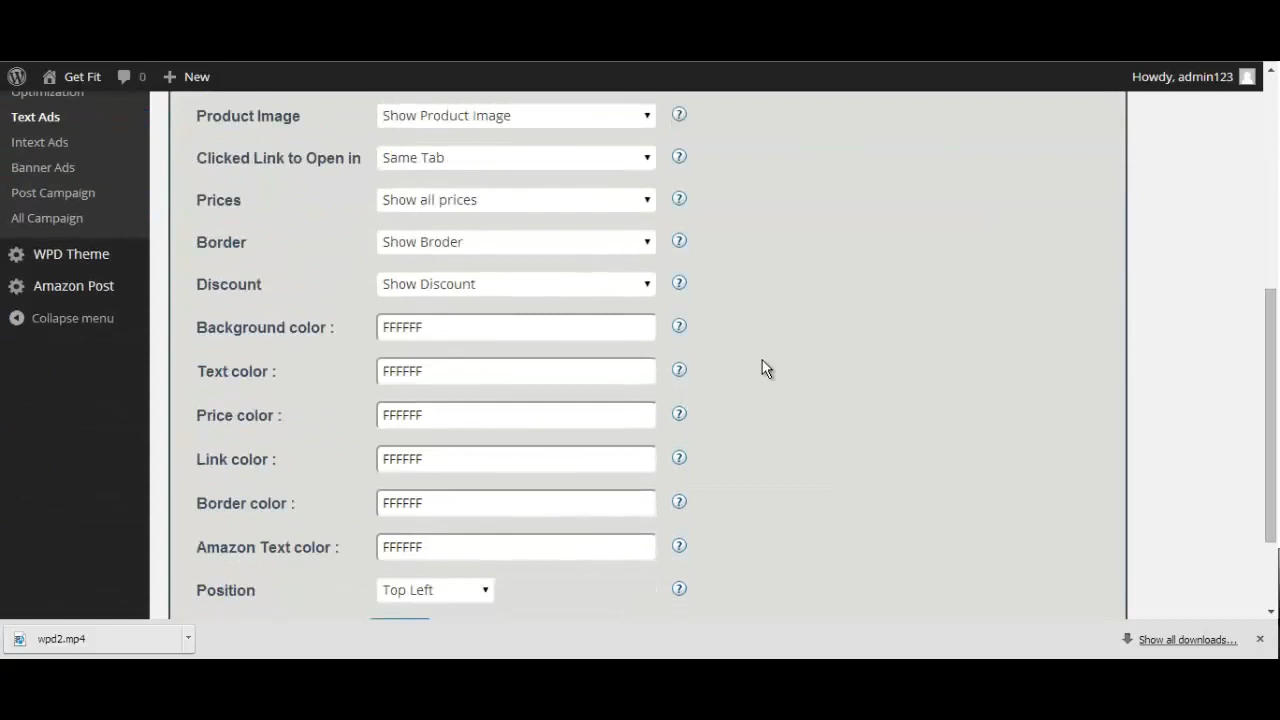 Get Fit
0
New
Howdy, admin123
Optimization
Text Ads
Intext Ads
Banner Ads
Post Campaign
All Campaign
WPD Theme
Amazon Post
Collapse menu
Product Image
Show Product Image
?
Clicked Link to Open in
Same Tab
?
Prices
Show all prices
?
Border
Show Broder
?
Discount
Show Discount
?
Background color :
FFFFFF
?
Text color :
FFFFFF
?
Price color :
FFFFFF
?
Link color :
FFFFFF
?
Border color :
FFFFFF
?
Amazon Text color :
FFFFFF
?
Position
Top Left
?
wpd2.mp4
Show all downloads...